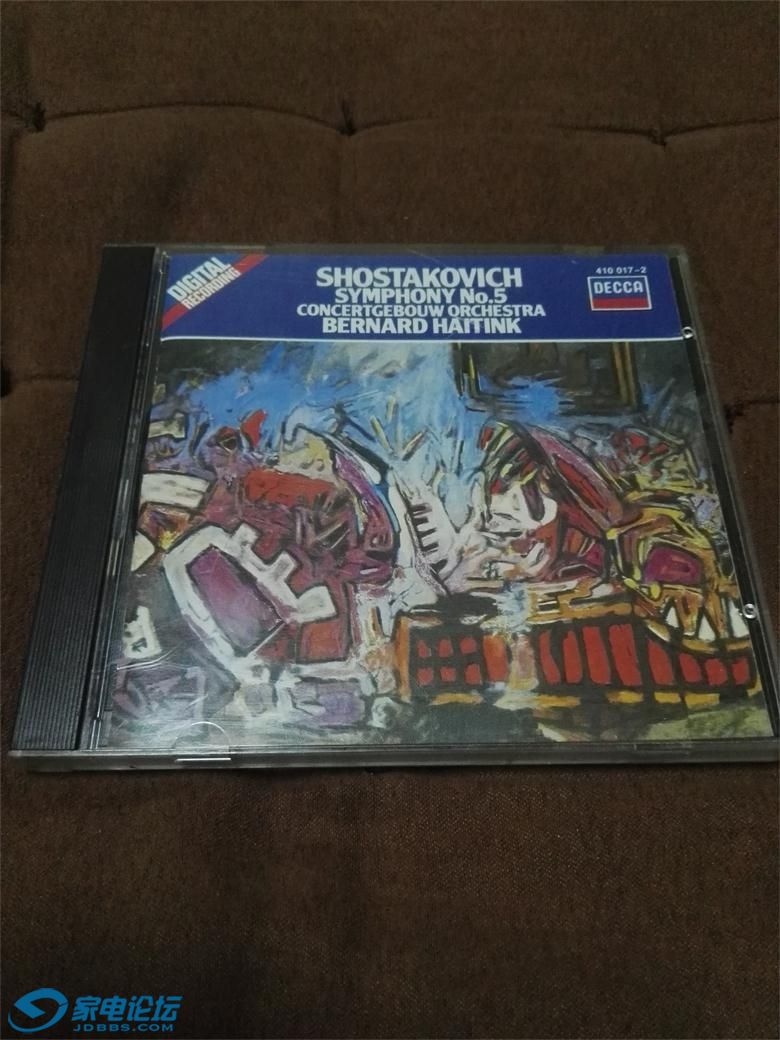 DIGITAL
RECORDING
SHOSTAKOVICH
SYMPHONY No.5
CONCERTGEBOUW ORCHESTRA
BERNARD HAITINK
410 017-2
DECCA
家电论坛
JDBBS.COM